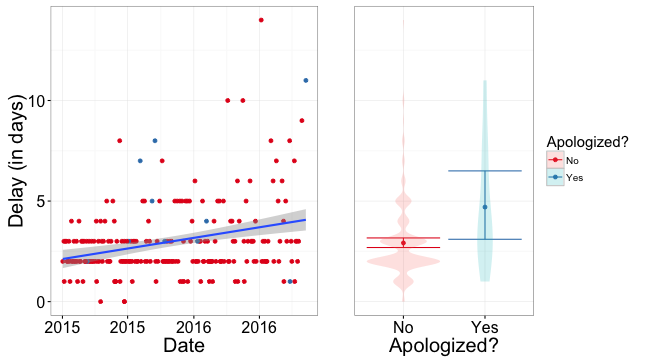 Delay (in days)
10
5
0
2015 2015 2016 2016
Date
No Yes
Apologized?
Apologized?
No
Yes